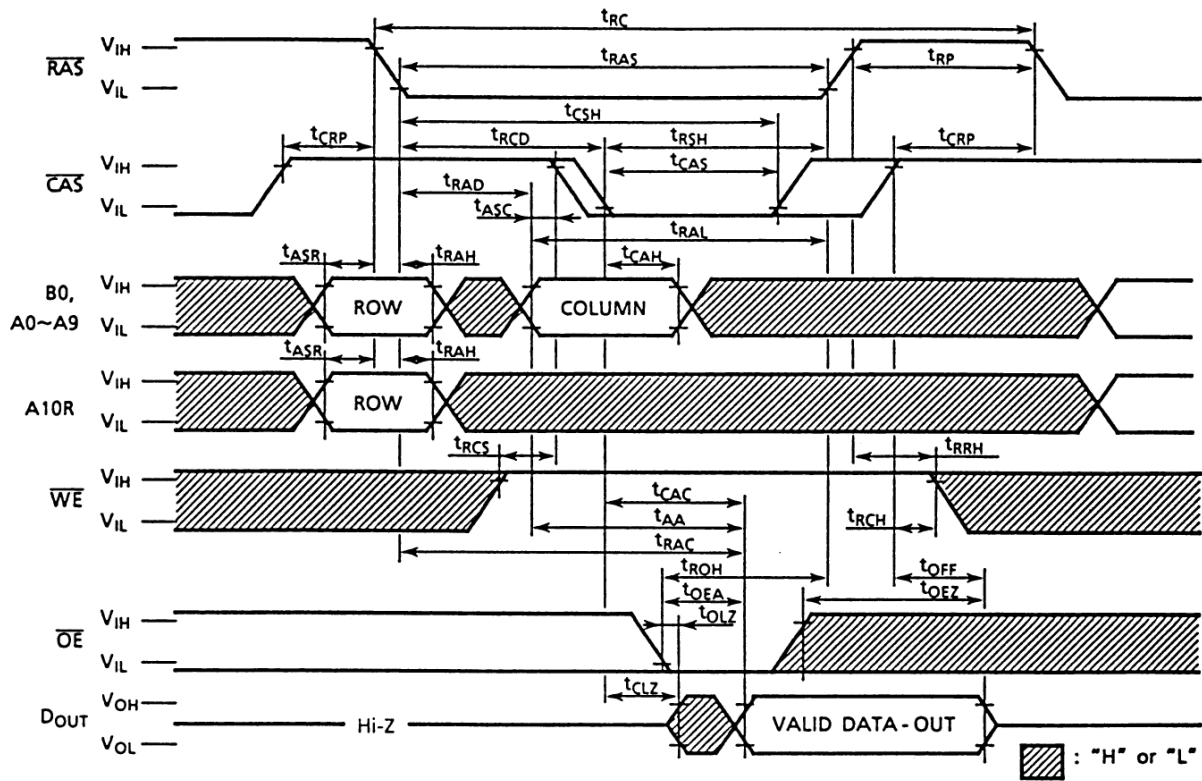 tRC
VIH
RAS
VIL
tRAS
tRP
tCSH
tCRP
tRCD
tRSH
tCRP
VIH
CAS
VIL
tCAS
tRAD
tASC
tRAL
tASR
tRAH
tCAH
VIH
B0,
A0~A9
VIL
ROW
COLUMN
tASR
tRAH
VIH
A10R
VIL
ROW
tRCS
tRRH
VIH
WE
VIL
tCAC
tAA
tRCH
tRAC
tROH
tOFF
tOEA
tOEZ
VIH
OE
VIL
tOLZ
tCLZ
VOH
DOUT
VOL
Hi-Z
VALID DATA-OUT
: "H" or "L"